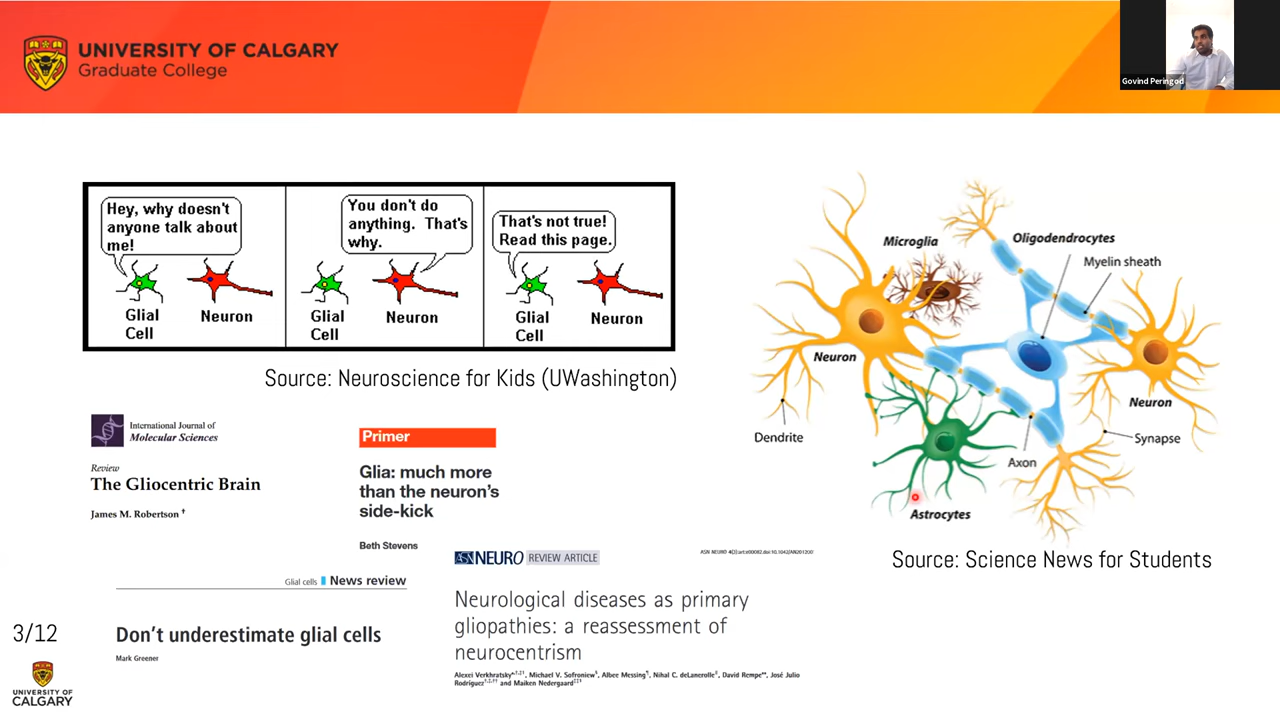 UNIVERSITY OF CALGARY
Graduate College
Govind Peringod
Hey, why doesn't
anyone talk about
me!
Glial
Cell
Neuron
You don't do
anything. That's
why.
Glial
Cell
Neuron
That's not true!
Read this page.
Glial
Cell
Neuron
Source: Neuroscience for Kids (UWashington)
Microglia
Oligodendrocytes
Myelin sheath
Neuron
Neuron
Dendrite
Synapse
Axon
Astrocytes
Source: Science News for Students
International Journal of
Molecular Sciences
Review
The Gliocentric Brain
James M. Robertson †
Primer
Glia: much more
than the neuron's
side-kick
Beth Stevens
Glial cells News review
Don't underestimate glial cells
Mark Greener
ASN NEURO REVIEW ARTICLE
Neurological diseases as primary
gliopathies: a reassessment of
neurocentrism
Alexei Verkhratsky, Michael V. Sofroniew, Albee Messing, Nihal C. deLanerolle, David Rempe, José Julio
Rodríguez and Maiken Nedergaard
3/12
UNIVERSITY OF
CALGARY